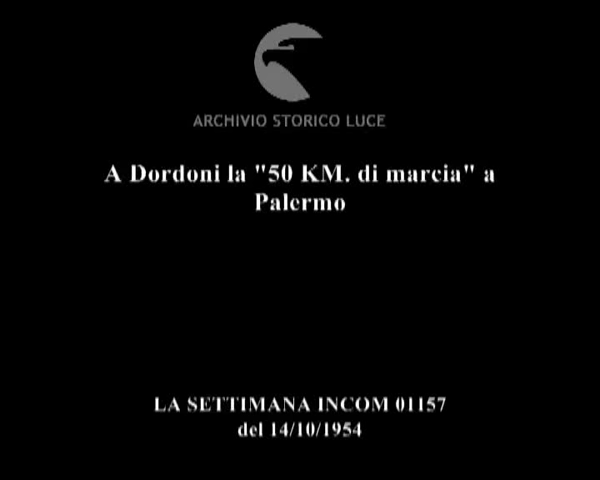 ARCHIVIO STORICO LUCE
A Dordoni la "50 KM. di marcia" a
Palermo
LA SETTIMANA INCOM 01157
del 14/10/1954